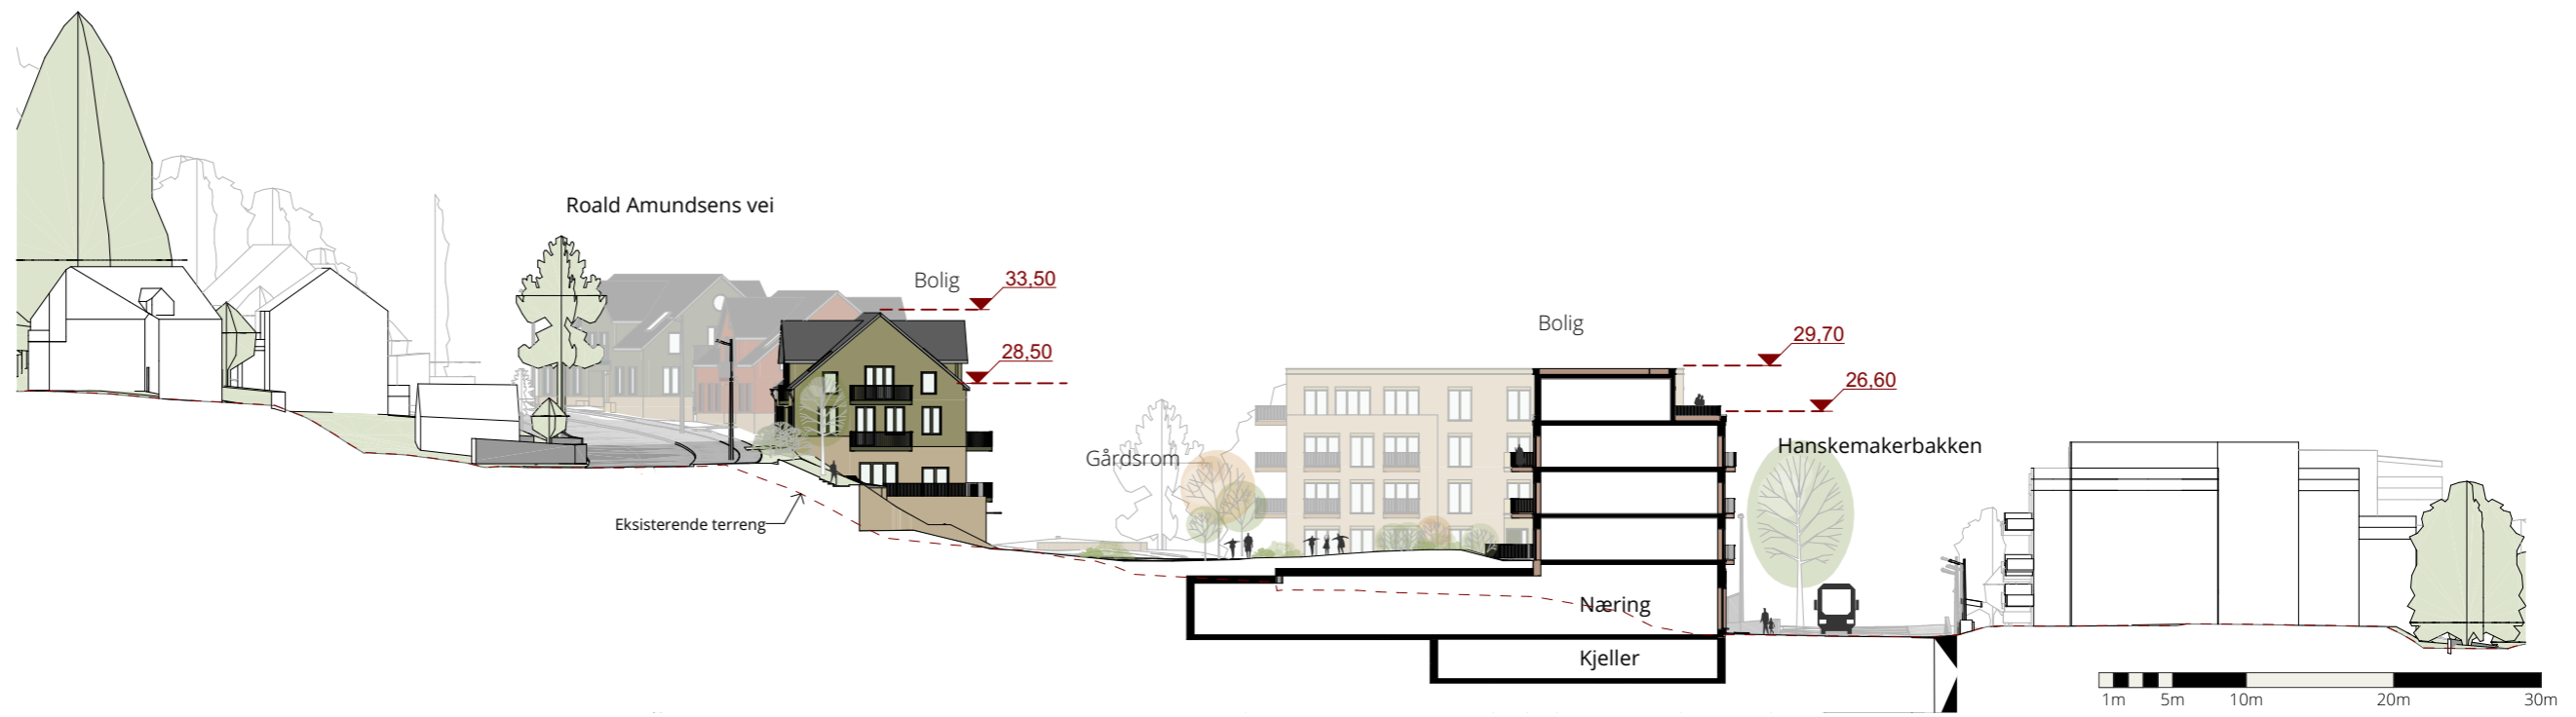 Roald Amundsens vei
Bolig
33,50
28,50
Bolig
29,70
26,60
Hanskemakerbakken
Gårdsrom
Eksisterende terreng
Næring
Kjeller
1m 5m 10m 20m 30m